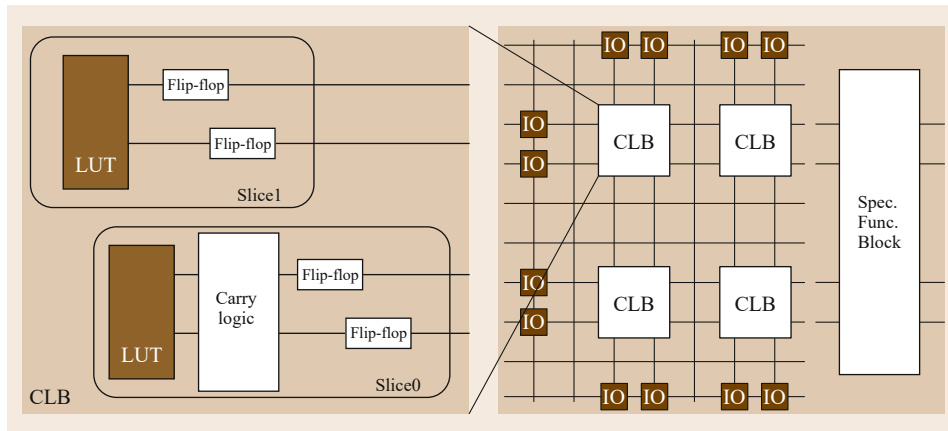 LUT
Flip-flop
Flip-flop
Slice1
LUT
Carry
logic
Flip-flop
Flip-flop
Slice0
CLB
IO IO IO IO
IO
IO
CLB CLB
IO
IO
CLB CLB
IO IO IO IO
Spec.
Func.
Block